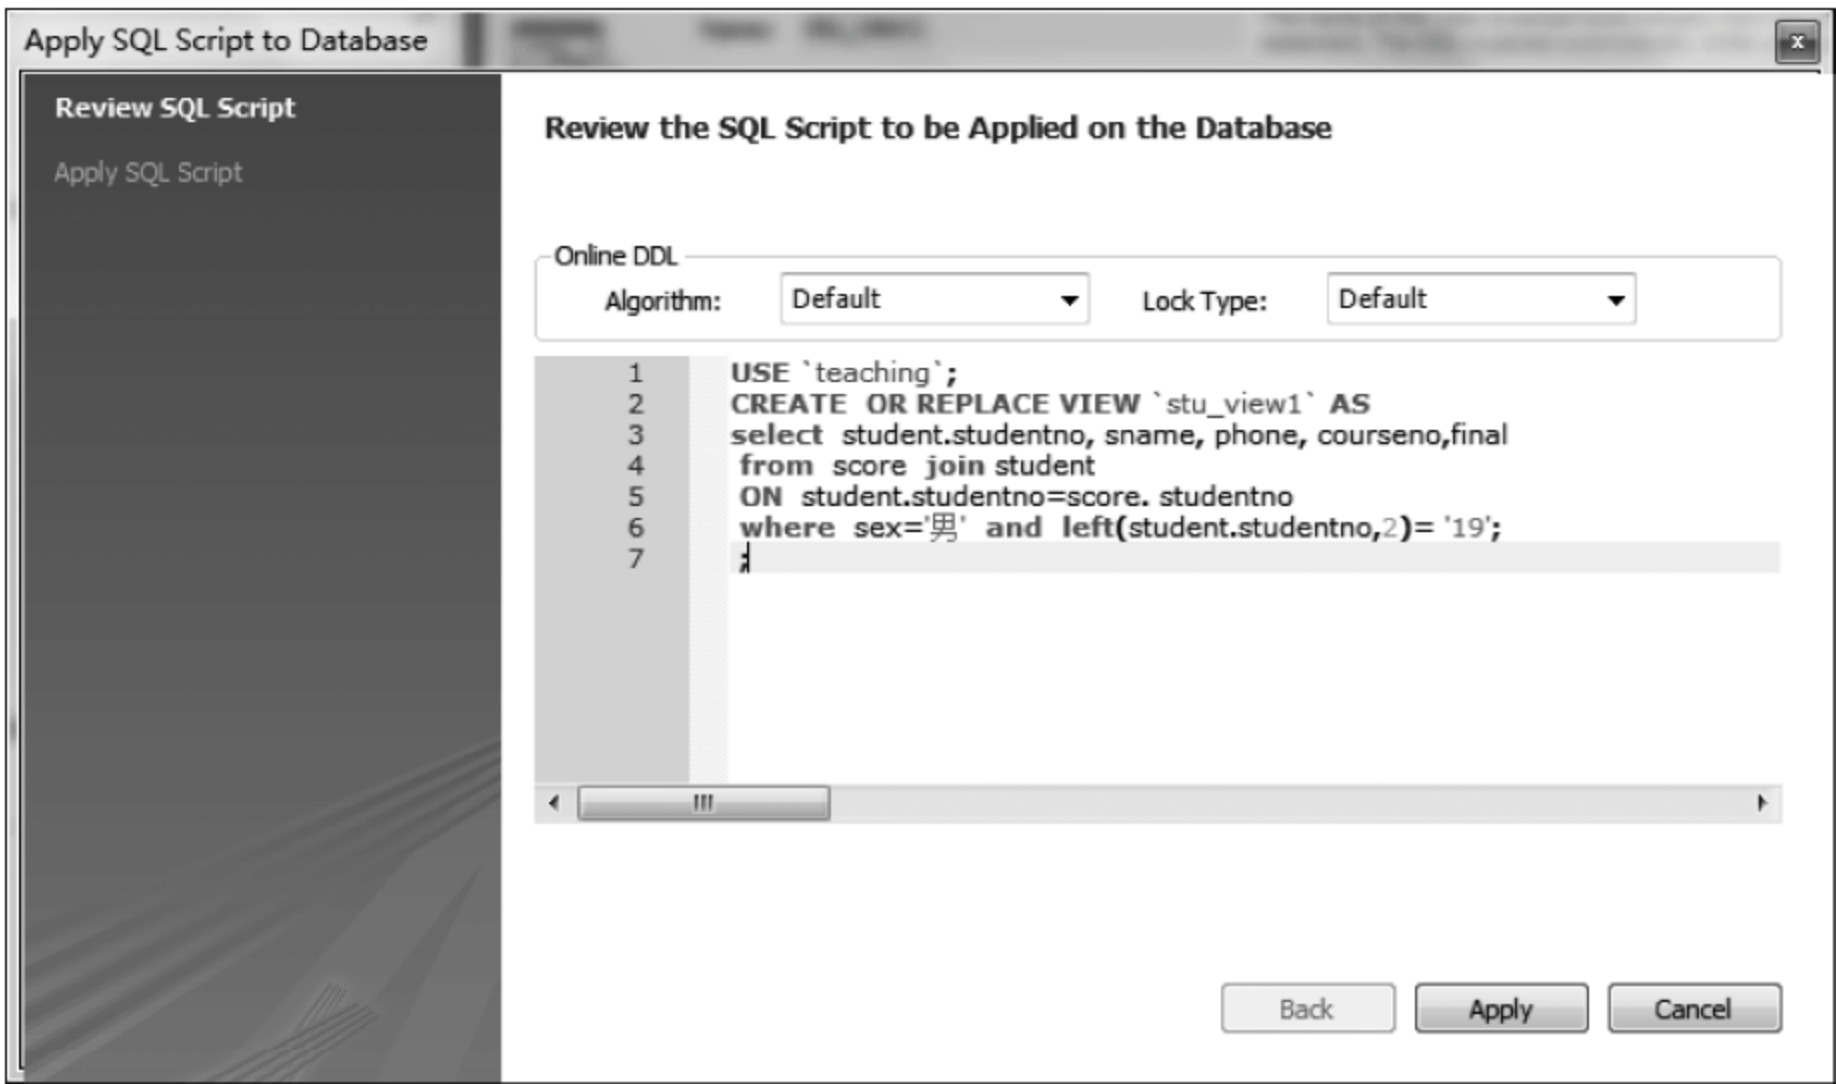 Apply SQL Script to Database
x
Review SQL Script
Apply SQL Script
Review the SQL Script to be Applied on the Database
Online DDL
Algorithm: Default Lock Type: Default
1 USE `teaching`;
2 CREATE  OR REPLACE VIEW `stu_view1` AS
3 select  student.studentno, sname, phone, courseno,final
4 from  score  join student
5 ON  student.studentno=score. studentno
6 where  sex='男'  and  left(student.studentno,2)= '19';
7 ;
Back Apply Cancel